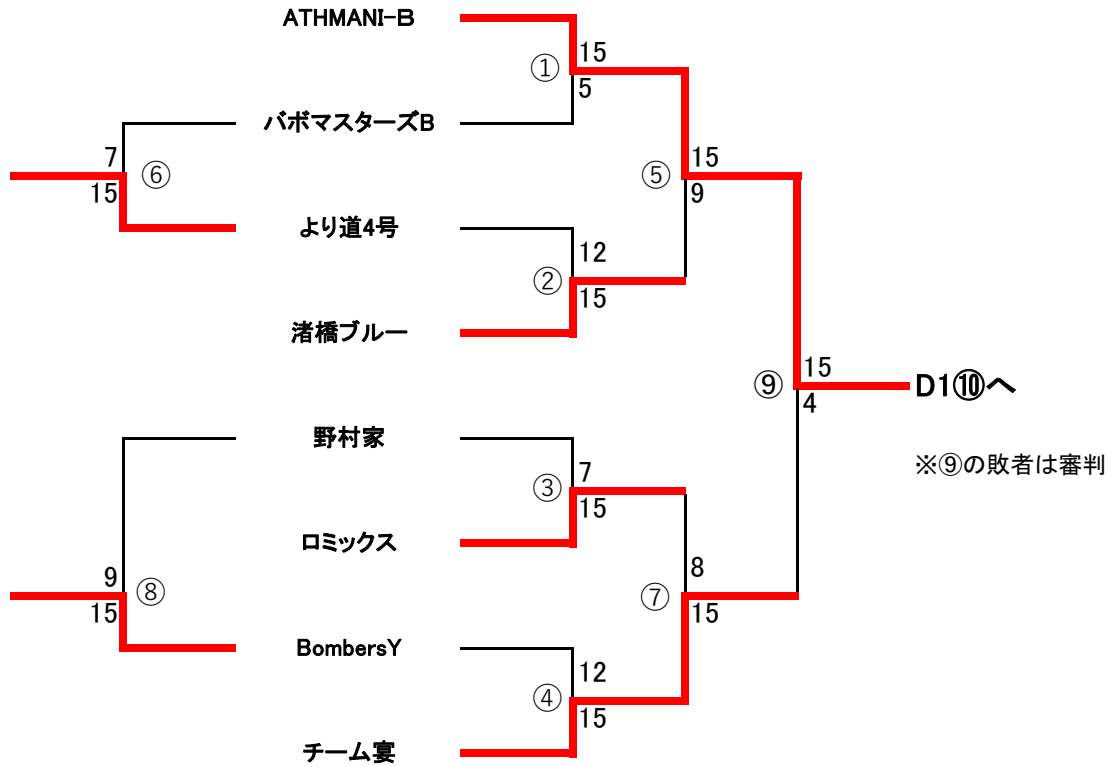 ATHMANI-B
15
①
5
バボマスターズB
7
15
⑥
⑤
15
9
より道4号
12
②
15
渚橋ブルー
15
⑨
D1⑩へ
4
野村家
※⑨の敗者は審判
7
③
15
ロミックス
8
9
⑧
⑦
15
15
BombersY
12
④
15
チーム宴